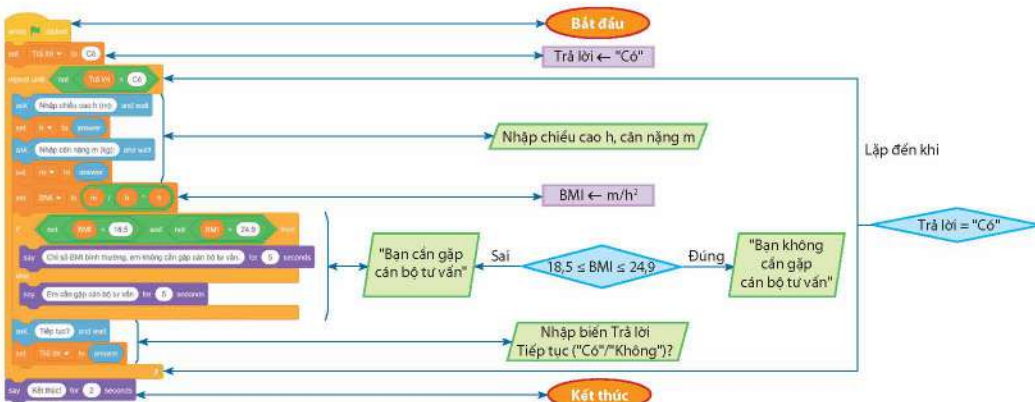 when clicked
Bắt đầu
set Trả lời to Có
Trả lời ← "Có"
repeat until not Trả lời = Có
ask Nhập chiều cao h (m): and wait
set h to answer
Nhập chiều cao h, cân nặng m
ask Nhập cân nặng m (kg): and wait
Lặp đến khi
set m to answer
set BMI to m / h * h
BMI ← m/h²
Trả lời = "Có"
if not BMI < 18.5 and not BMI > 24.9 then
say Chỉ số BMI bình thường, em không cần gặp cán bộ tư vấn. for 5 seconds
"Bạn cần gặp
cán bộ tư vấn"
Sai
18,5 ≤ BMI ≤ 24,9
Đúng
"Bạn không
cần gặp
cán bộ tư vấn"
else
say Em cần gặp cán bộ tư vấn for 5 seconds
ask Tiếp tục? and wait
set Trả lời to answer
Nhập biến Trả lời
Tiếp tục ("Có"/"Không")?
say Kết thúc! for 2 seconds
Kết thúc